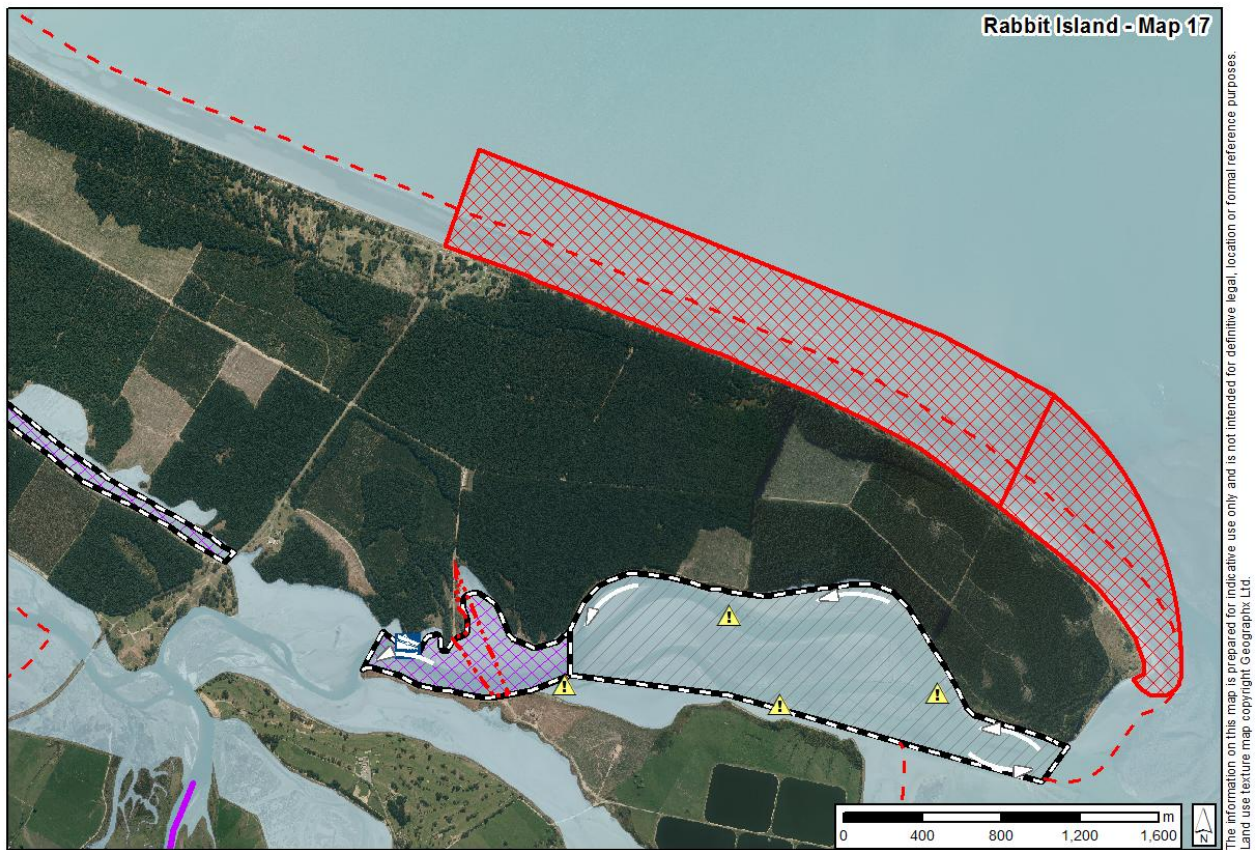 Rabbit Island - Map 17
The information on this map is prepared for indicative use only and is not intended for definitive legal, location or formal reference purposes.
Land use texture map copyright Geographx Ltd.
!
!
!
!
m
0 400 800 1,200 1,600
N